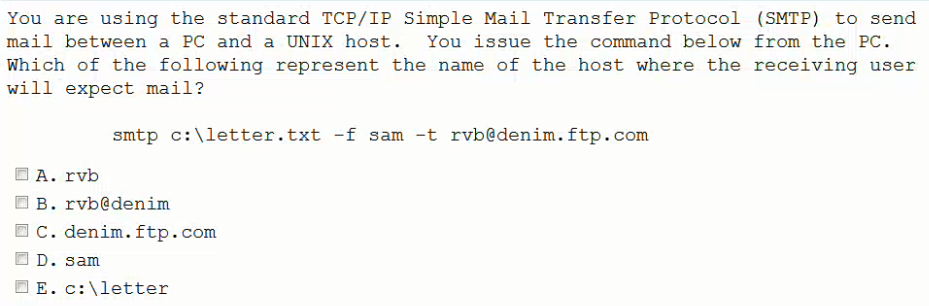 You are using the standard TCP/IP Simple Mail Transfer Protocol (SMTP) to send
mail between a PC and a UNIX host.  You issue the command below from the PC.
Which of the following represent the name of the host where the receiving user
will expect mail?
smtp c:\letter.txt -f sam -t rvb@denim.ftp.com
A. rvb
B. rvb@denim
C. denim.ftp.com
D. sam
E. c:\letter